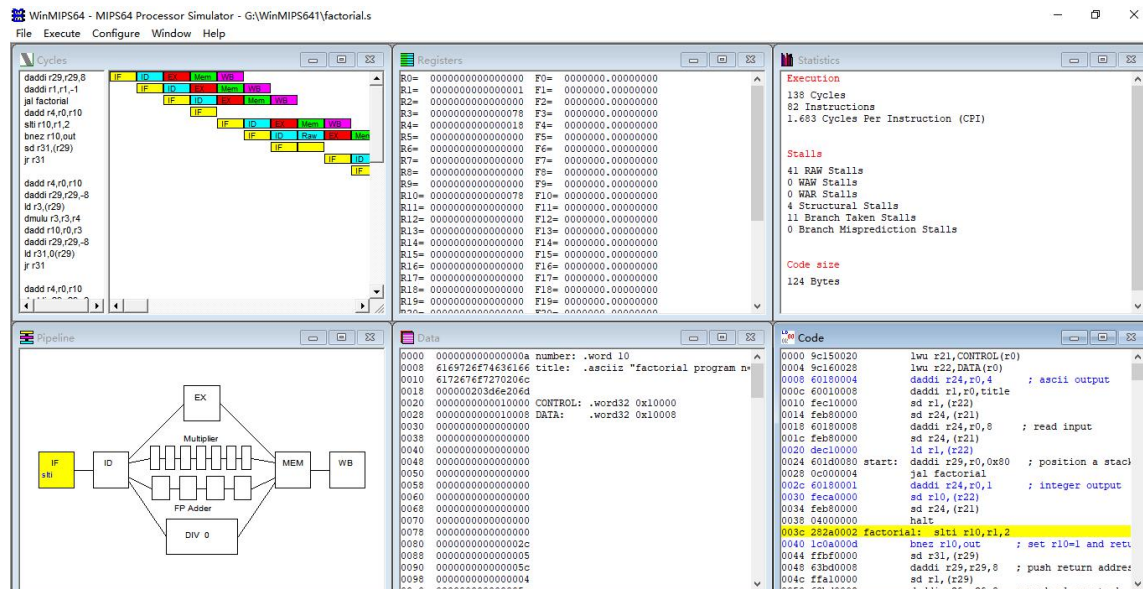 WinMIPS64 - MIPS64 Processor Simulator - G:\WinMIPS641\factorial.s
File Execute Configure Window Help
Cycles
daddi r29,r29,8 IF ID EX Mem WB
daddi r1,r1,-1 IF ID EX Mem WB
jal factorial IF ID EX Mem WB
dadd r4,r0,r10 IF
slti r10,r1,2 IF ID EX Mem WB
bnez r10,out IF ID Raw EX Mem
sd r31,(r29) IF
jr r31 IF ID
IF
dadd r4,r0,r10
daddi r29,r29,-8
ld r3,(r29)
dmulu r3,r3,r4
dadd r10,r0,r3
daddi r29,r29,-8
ld r31,0(r29)
jr r31
dadd r4,r0,r10
Registers
R0= 0000000000000000 F0= 0000000.00000000
R1= 0000000000000001 F1= 0000000.00000000
R2= 0000000000000000 F2= 0000000.00000000
R3= 0000000000000078 F3= 0000000.00000000
R4= 0000000000000018 F4= 0000000.00000000
R5= 0000000000000000 F5= 0000000.00000000
R6= 0000000000000000 F6= 0000000.00000000
R7= 0000000000000000 F7= 0000000.00000000
R8= 0000000000000000 F8= 0000000.00000000
R9= 0000000000000000 F9= 0000000.00000000
R10= 0000000000000078 F10= 0000000.00000000
R11= 0000000000000000 F11= 0000000.00000000
R12= 0000000000000000 F12= 0000000.00000000
R13= 0000000000000000 F13= 0000000.00000000
R14= 0000000000000000 F14= 0000000.00000000
R15= 0000000000000000 F15= 0000000.00000000
R16= 0000000000000000 F16= 0000000.00000000
R17= 0000000000000000 F17= 0000000.00000000
R18= 0000000000000000 F18= 0000000.00000000
R19= 0000000000000000 F19= 0000000.00000000
Statistics
Execution
138 Cycles
82 Instructions
1.683 Cycles Per Instruction (CPI)
Stalls
41 RAW Stalls
0 WAW Stalls
0 WAR Stalls
4 Structural Stalls
11 Branch Taken Stalls
0 Branch Misprediction Stalls
Code size
124 Bytes
Pipeline
EX
Multiplier
IF
slti
ID
MEM
WB
FP Adder
DIV 0
Data
0000 000000000000000a number: .word 10
0008 6169726f74636166 title: .asciiz "factorial program n=
0010 6172676f7270206c
0018 000000203d6e206d
0020 0000000000010000 CONTROL: .word32 0x10000
0028 0000000000010008 DATA: .word32 0x10008
0030 0000000000000000
0038 0000000000000000
0040 0000000000000000
0048 0000000000000000
0050 0000000000000000
0058 0000000000000000
0060 0000000000000000
0068 0000000000000000
0070 0000000000000000
0078 0000000000000000
0080 000000000000002c
0088 0000000000000005
0090 000000000000005c
0098 0000000000000004
Code
0000 9c150020 lwu r21,CONTROL(r0)
0004 9c160028 lwu r22,DATA(r0)
0008 60180004 daddi r24,r0,4 ; ascii output
000c 60010008 daddi r1,r0,title
0010 fec10000 sd r1,(r22)
0014 feb80000 sd r24,(r21)
0018 60180008 daddi r24,r0,8 ; read input
001c feb80000 sd r24,(r21)
0020 dec10000 ld r1,(r22)
0024 601d0080 start: daddi r29,r0,0x80 ; position a stack
0028 0c000004 jal factorial
002c 60180001 daddi r24,r0,1 ; integer output
0030 feca0000 sd r10,(r22)
0034 feb80000 sd r24,(r21)
0038 04000000 halt
003c 282a0002 factorial: slti r10,r1,2
0040 1c0a000d bnez r10,out ; set r10=1 and retu
0044 ffbf0000 sd r31,(r29)
0048 63bd0008 daddi r29,r29,8 ; push return addres
004c ffa10000 sd r1,(r29)